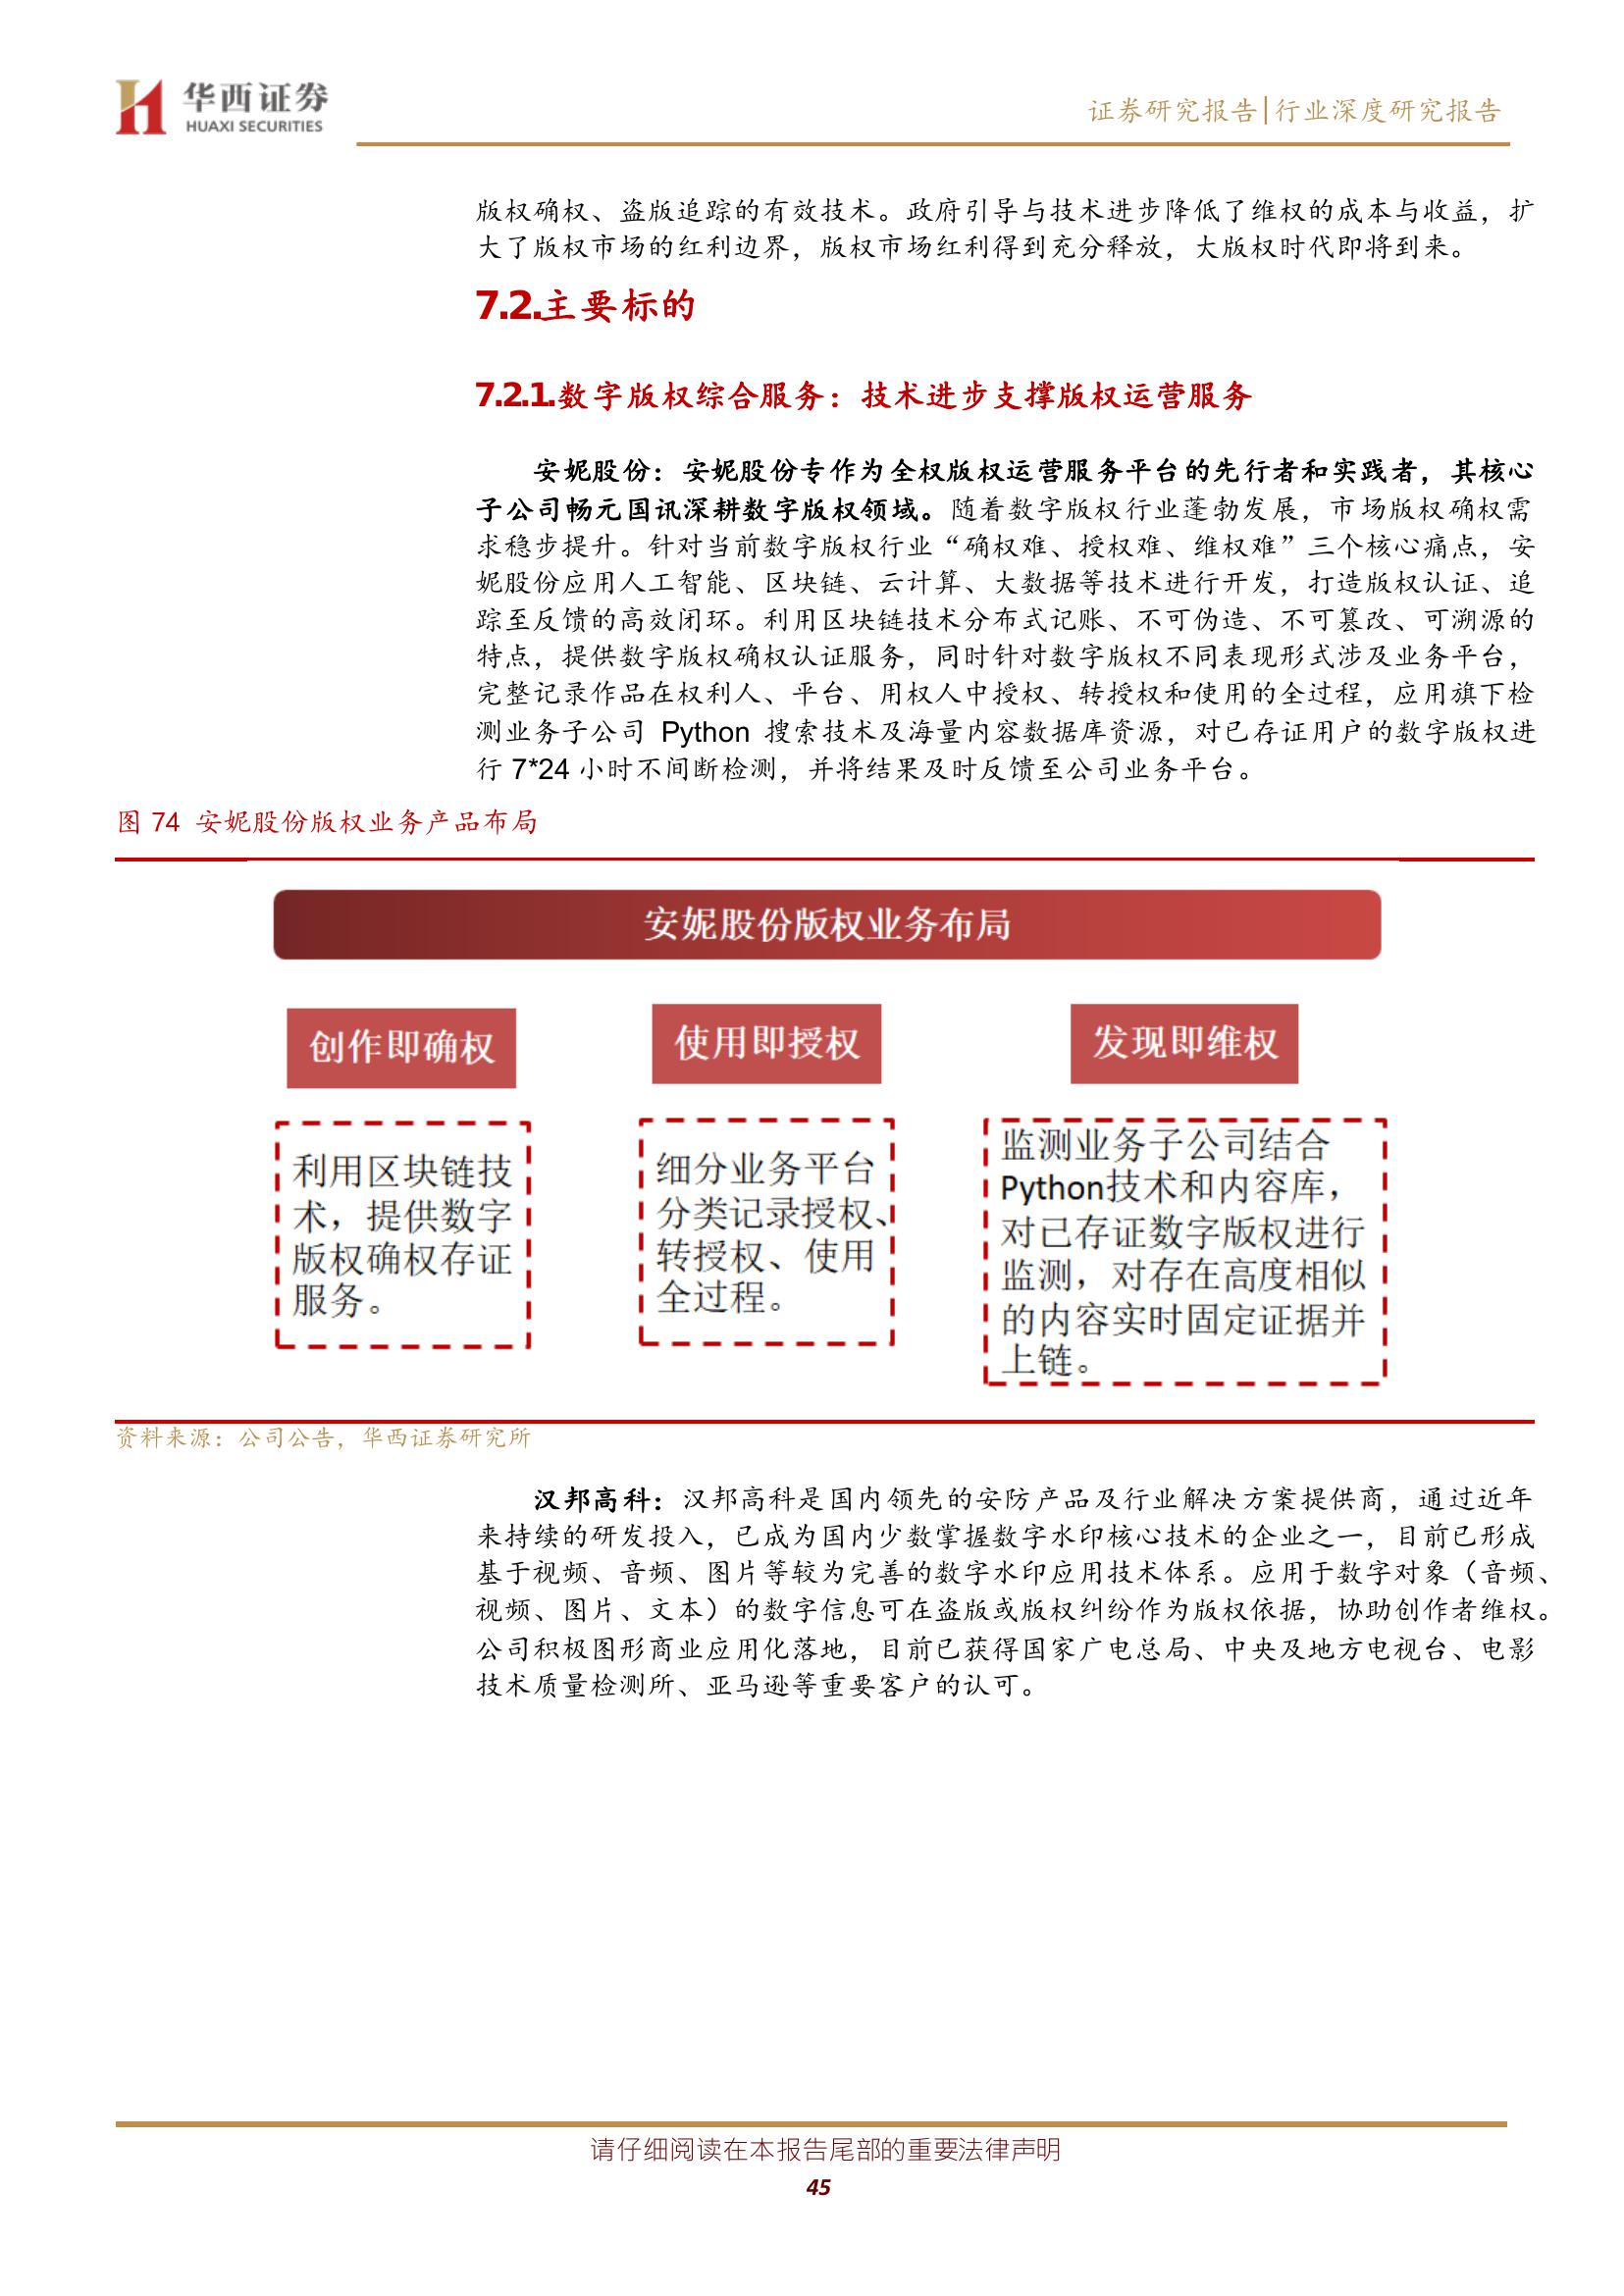 华西证券
HUAXI SECURITIES
证券研究报告|行业深度研究报告
版权确权、盗版追踪的有效技术。政府引导与技术进步降低了维权的成本与收益，扩
大了版权市场的红利边界，版权市场红利得到充分释放，大版权时代即将到来。
7.2.主要标的
7.2.1.数字版权综合服务：技术进步支撑版权运营服务
安妮股份：安妮股份专作为全权版权运营服务平台的先行者和实践者，其核心
子公司畅元国讯深耕数字版权领域。随着数字版权行业蓬勃发展，市场版权确权需
求稳步提升。针对当前数字版权行业“确权难、授权难、维权难”三个核心痛点，安
妮股份应用人工智能、区块链、云计算、大数据等技术进行开发，打造版权认证、追
踪至反馈的高效闭环。利用区块链技术分布式记账、不可伪造、不可篡改、可溯源的
特点，提供数字版权确权认证服务，同时针对数字版权不同表现形式涉及业务平台，
完整记录作品在权利人、平台、用权人中授权、转授权和使用的全过程，应用旗下检
测业务子公司 Python 搜索技术及海量内容数据库资源，对已存证用户的数字版权进
行 7*24 小时不间断检测，并将结果及时反馈至公司业务平台。
图 74 安妮股份版权业务产品布局
安妮股份版权业务布局
创作即确权
使用即授权
发现即维权
利用区块链技
术，提供数字
版权确权存证
服务。
细分业务平台
分类记录授权、
转授权、使用
全过程。
监测业务子公司结合
Python技术和内容库，
对已存证数字版权进行
监测，对存在高度相似
的内容实时固定证据并
上链。
资料来源：公司公告，华西证券研究所
汉邦高科：汉邦高科是国内领先的安防产品及行业解决方案提供商，通过近年
来持续的研发投入，已成为国内少数掌握数字水印核心技术的企业之一，目前已形成
基于视频、音频、图片等较为完善的数字水印应用技术体系。应用于数字对象（音频、
视频、图片、文本）的数字信息可在盗版或版权纠纷作为版权依据，协助创作者维权。
公司积极图形商业应用化落地，目前已获得国家广电总局、中央及地方电视台、电影
技术质量检测所、亚马逊等重要客户的认可。
请仔细阅读在本报告尾部的重要法律声明
45